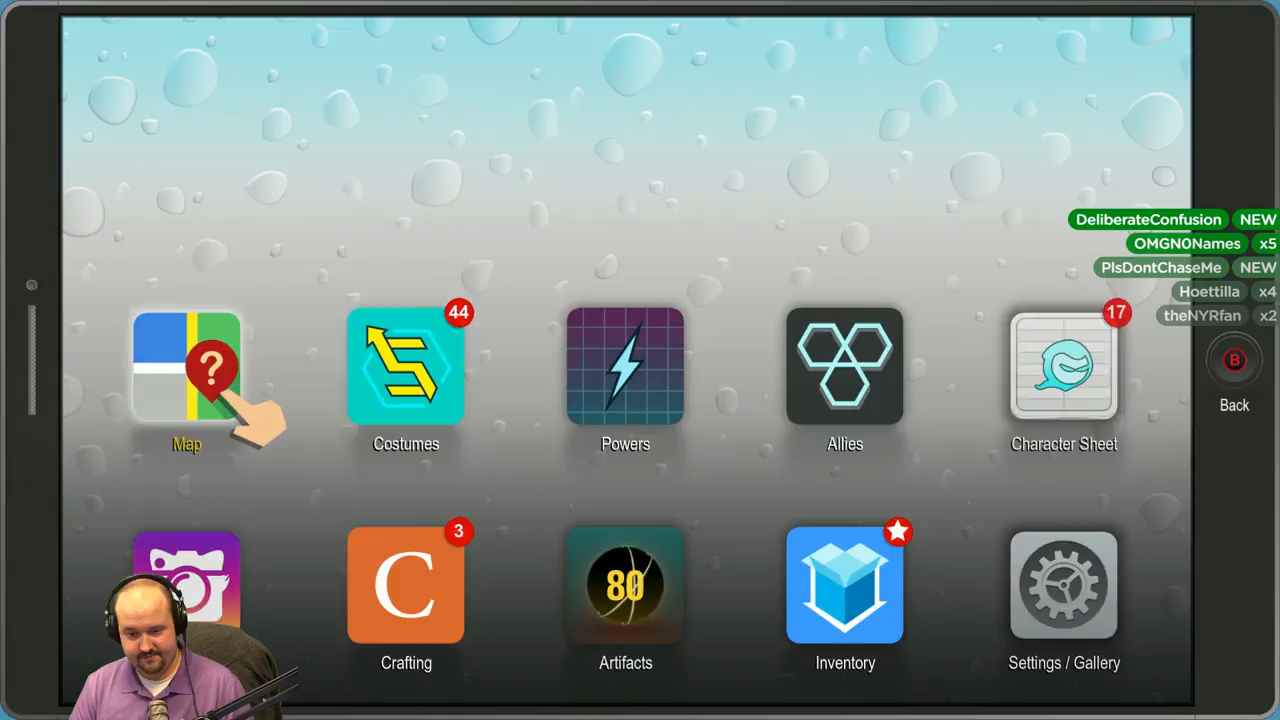 DeliberateConfusion NEW
OMGN0Names x5
PlsDontChaseMe NEW
Hoettilla x4
theNYRfan x2
44
17
?
B
Back
Map
Costumes
Powers
Allies
Character Sheet
3
C
80
Crafting
Artifacts
Inventory
Settings / Gallery